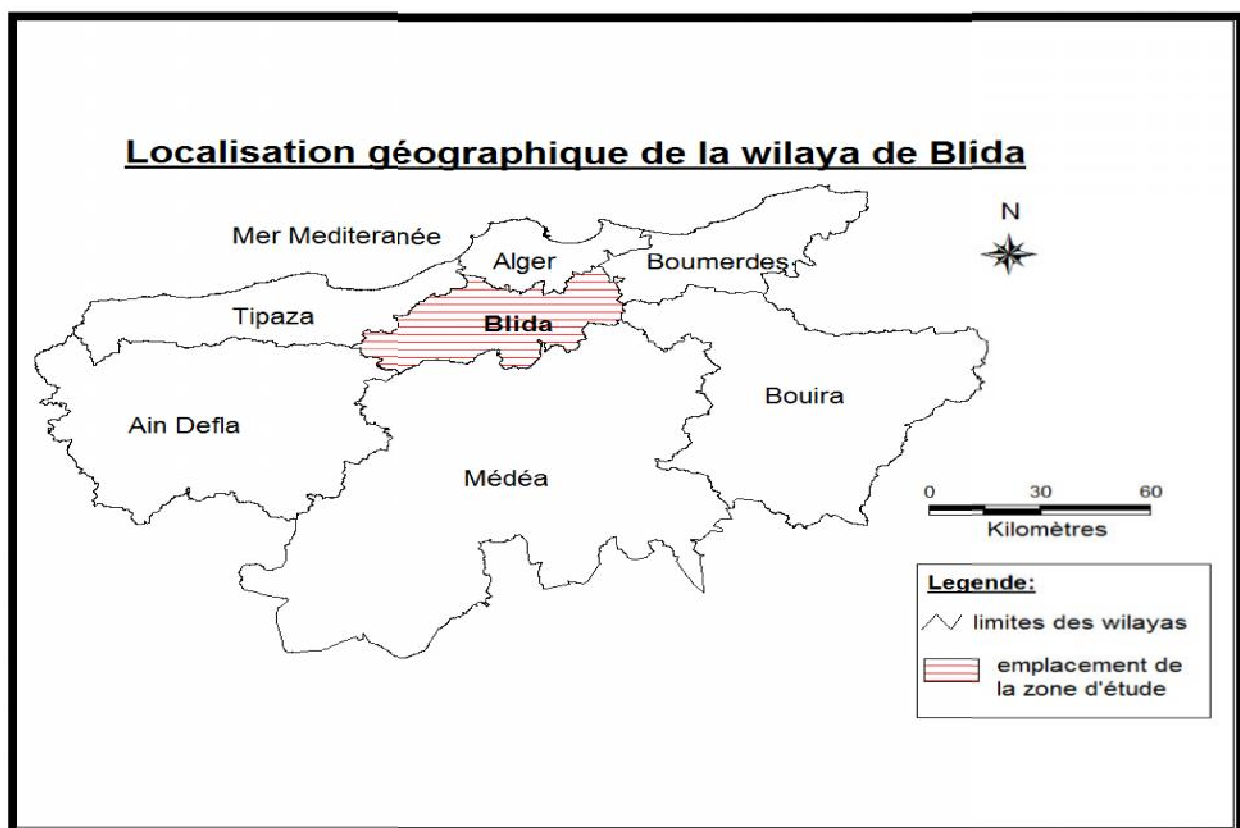 Localisation géographique de la wilaya de Blida
N
Mer Mediteranée
Alger
Boumerdes
Tipaza
Blida
Bouira
Ain Defla
Médéa
0 30 60
Kilomètres
Legende:
limites des wilayas
emplacement de
la zone d'étude